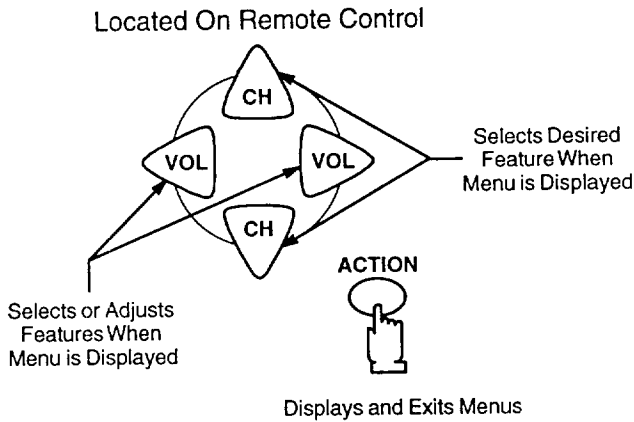 Located On Remote Control
CH
VOL
VOL
CH
Selects Desired
Feature When
Menu is Displayed
ACTION
Selects or Adjusts
Features When
Menu is Displayed
Displays and Exits Menus